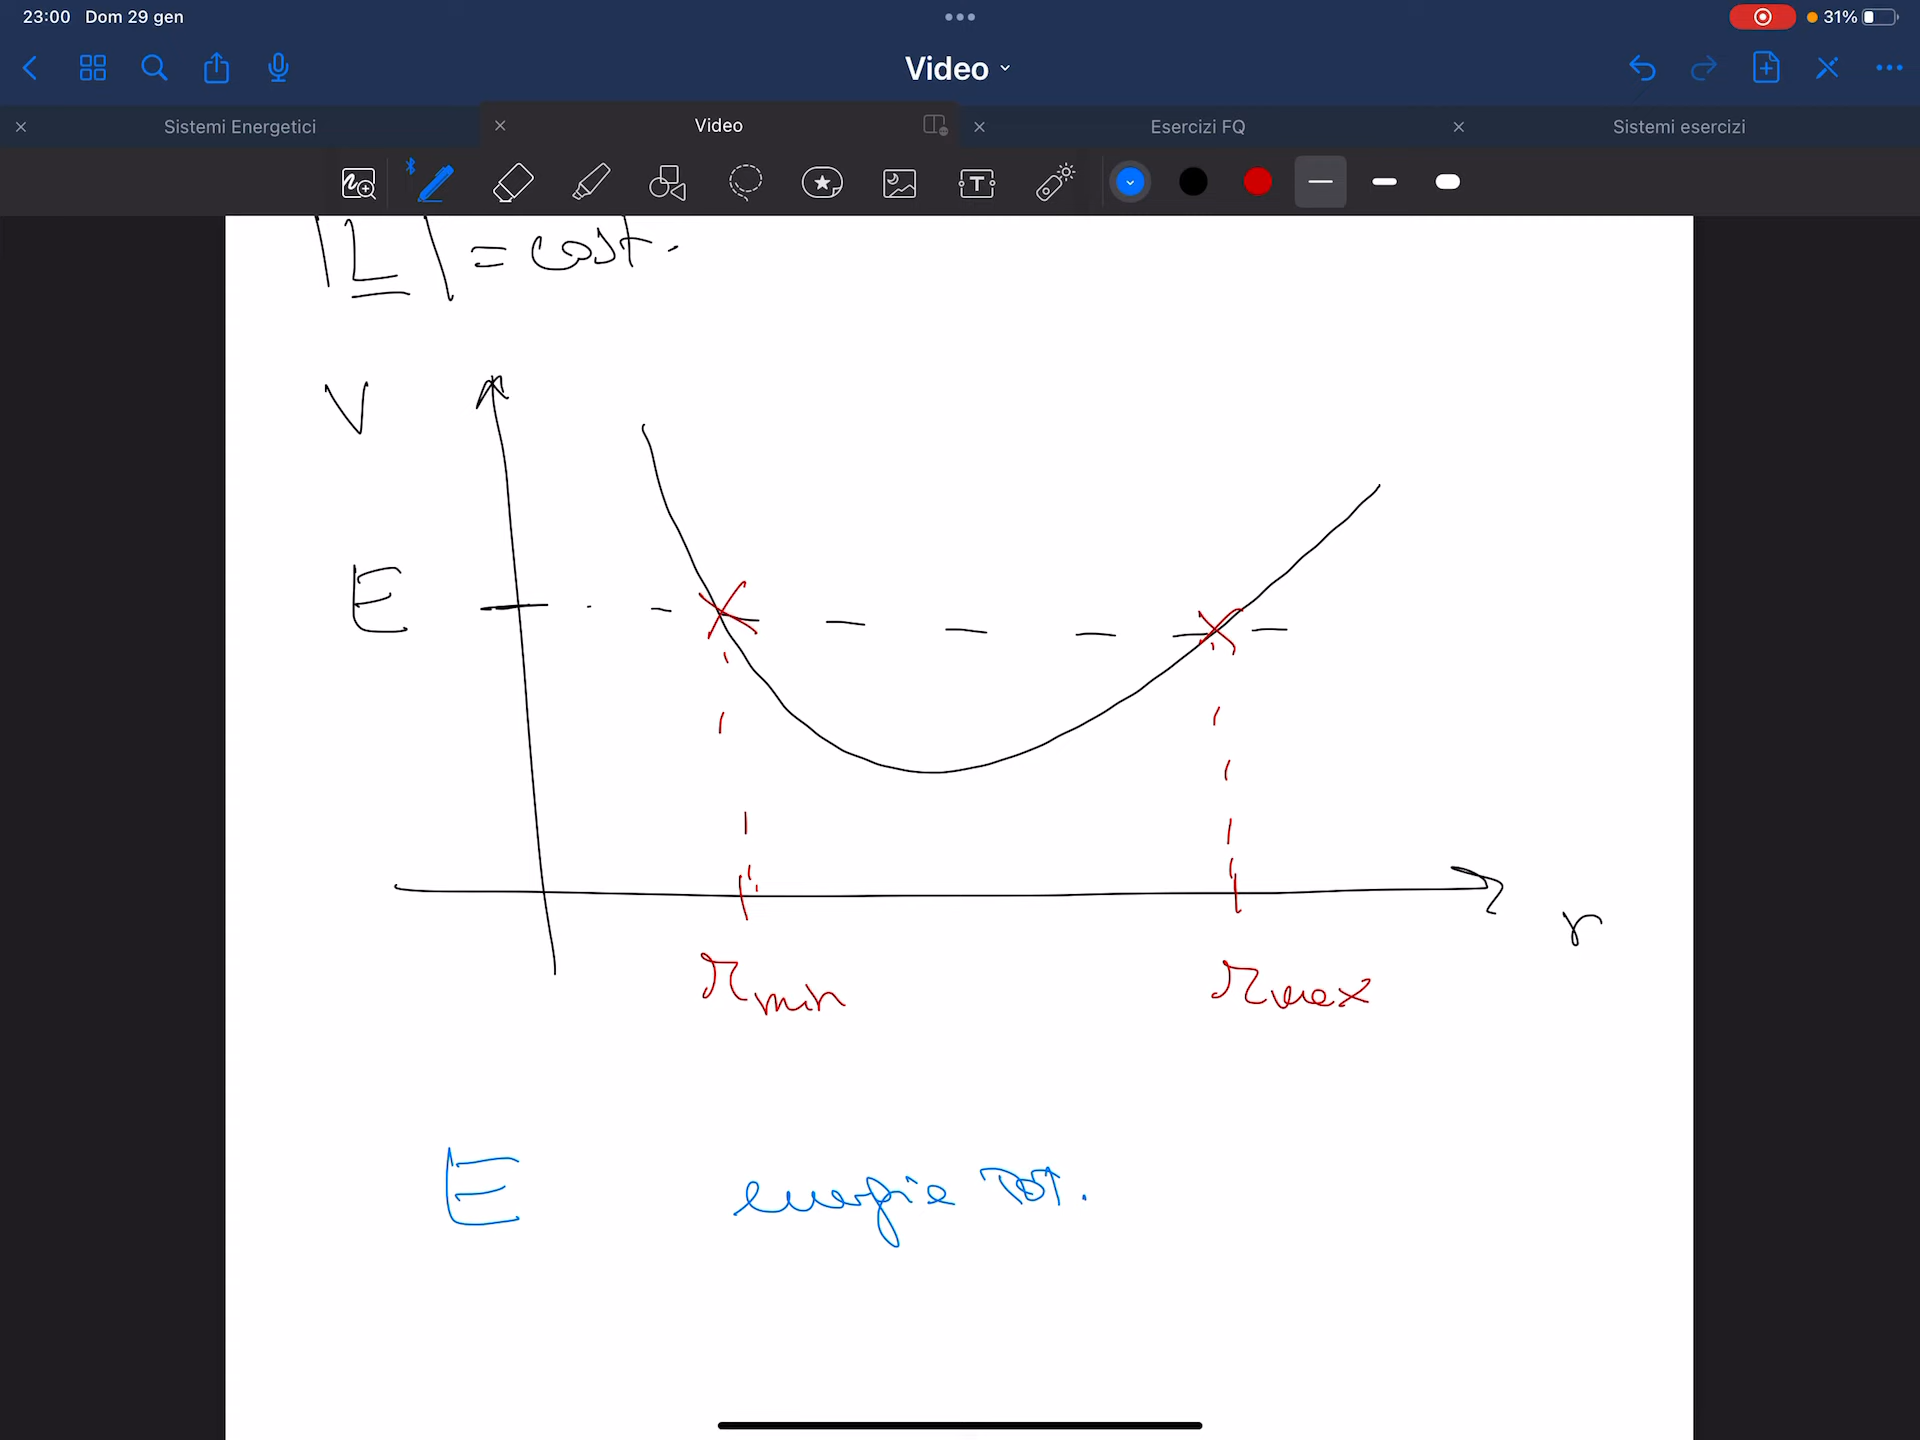 23:00 Dom 29 gen 31%
Video
Sistemi Energetici Video Esercizi FQ Sistemi esercizi
T
|L| = cost.
V
E
r
rmin rmax
E energia TOT.